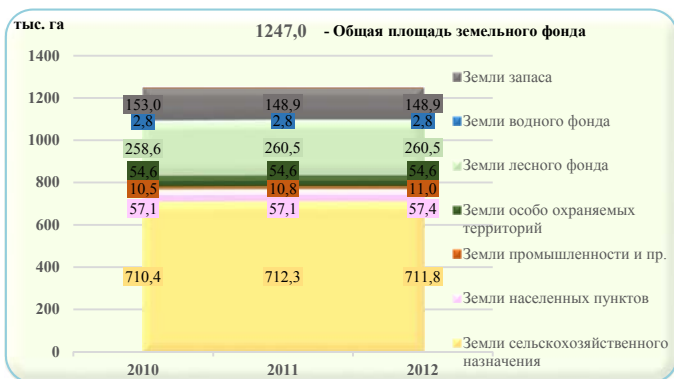 тыс. га
1247,0 - Общая площадь земельного фонда
1400
1200
1000
800
600
400
200
0
153,0 148,9 148,9
2,8 2,8 2,8
258,6 260,5 260,5
54,6 54,6 54,6
10,5 10,8 11,0
57,1 57,1 57,4
710,4 712,3 711,8
2010 2011 2012
Земли запаса
Земли водного фонда
Земли лесного фонда
Земли особо охраняемых
территорий
Земли промышленности и пр.
Земли населенных пунктов
Земли сельскохозяйственного
назначения